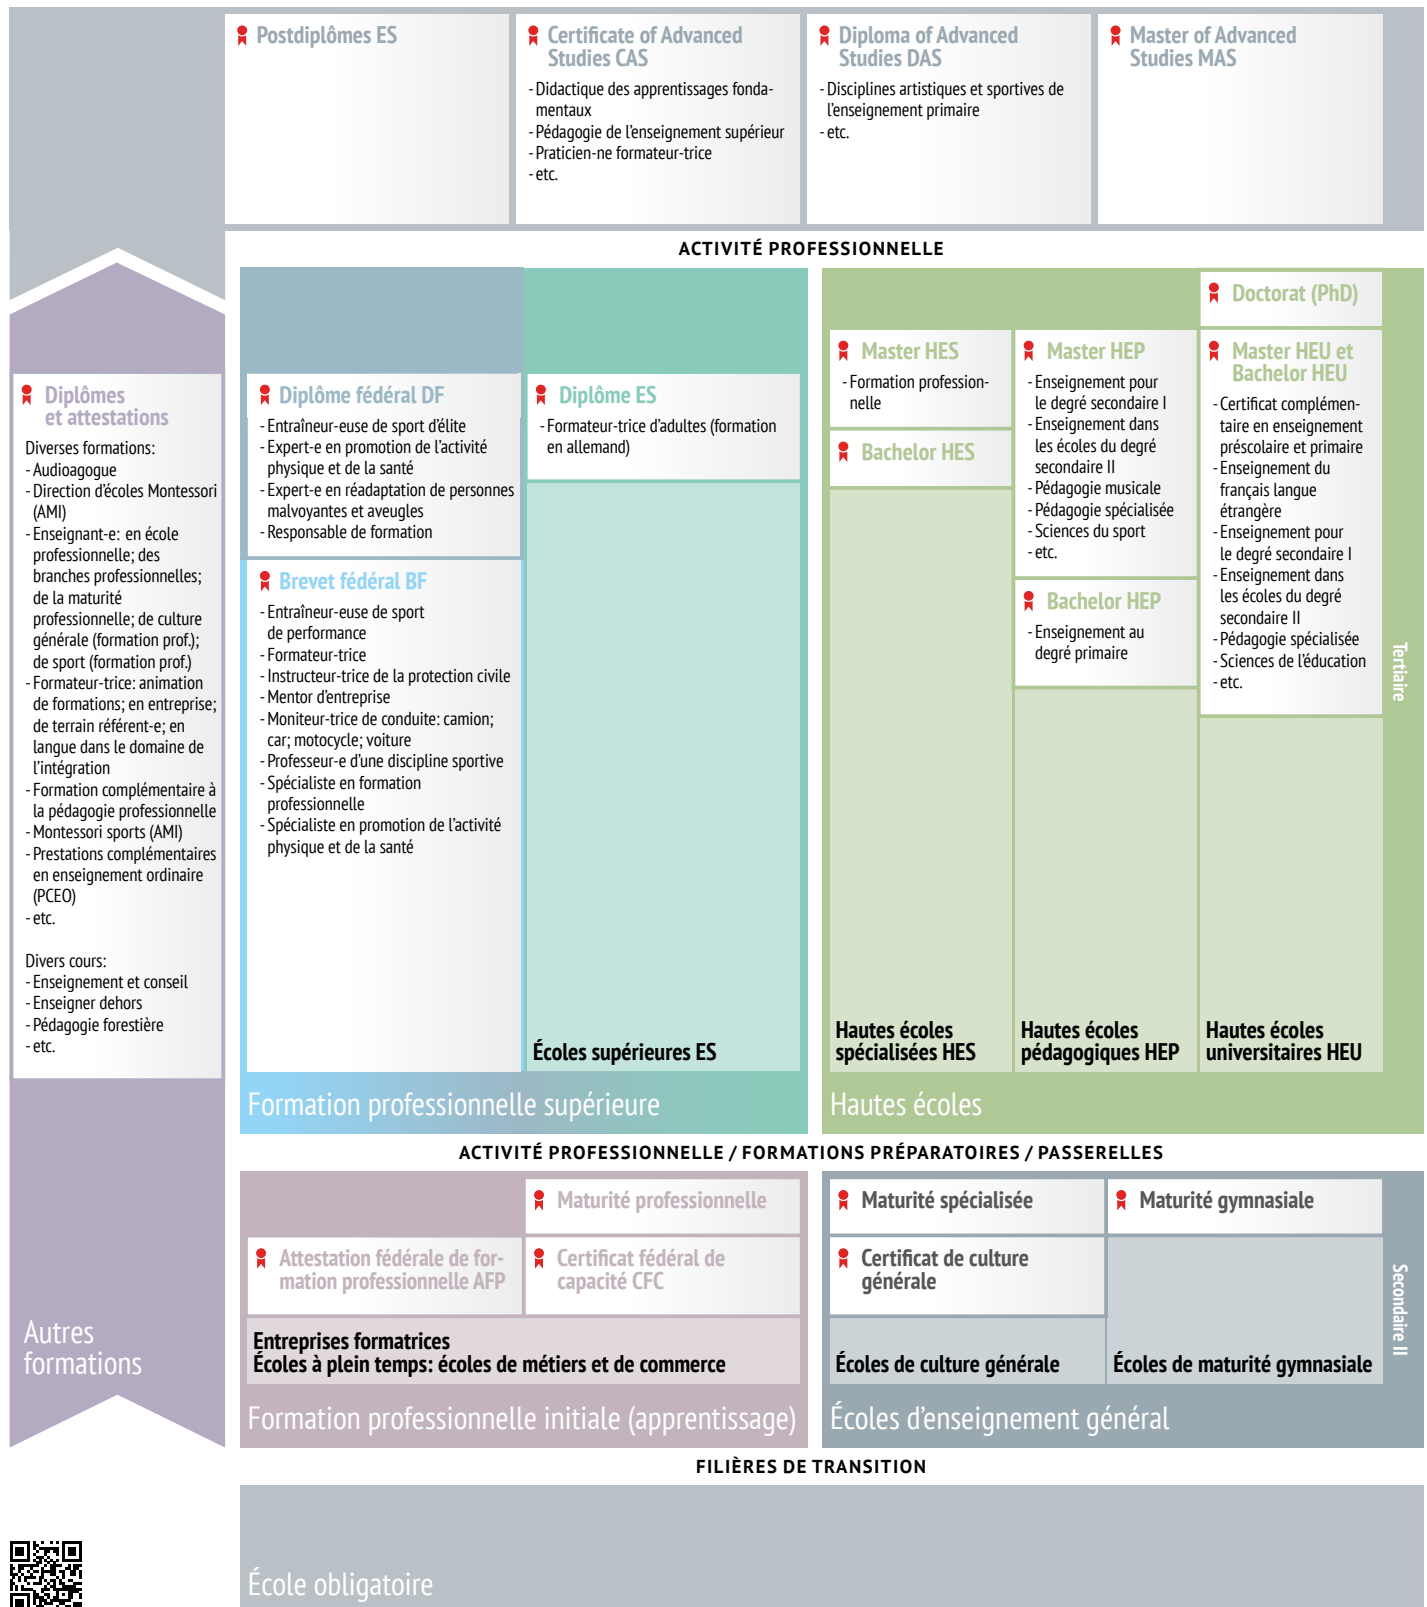 Postdiplômes ES
Certificate of Advanced
Studies CAS
- Didactique des apprentissages fonda-
mentaux
- Pédagogie de l'enseignement supérieur
- Praticien-ne formateur-trice
- etc.
Diploma of Advanced
Studies DAS
- Disciplines artistiques et sportives de
l'enseignement primaire
- etc.
Master of Advanced
Studies MAS
ACTIVITÉ PROFESSIONNELLE
Diplômes
et attestations
Diverses formations:
- Audioagogue
- Direction d'écoles Montessori
(AMI)
- Enseignant-e: en école
professionnelle; des
branches professionnelles;
de la maturité
professionnelle; de culture
générale (formation prof.);
de sport (formation prof.)
- Formateur-trice: animation
de formations; en entreprise;
de terrain référent-e; en
langue dans le domaine de
l'intégration
- Formation complémentaire à
la pédagogie professionnelle
- Montessori sports (AMI)
- Prestations complémentaires
en enseignement ordinaire
(PCEO)
- etc.
Divers cours:
- Enseignement et conseil
- Enseigner dehors
- Pédagogie forestière
- etc.
Autres
formations
Diplôme fédéral DF
- Entraîneur-euse de sport d'élite
- Expert-e en promotion de l'activité
physique et de la santé
- Expert-e en réadaptation de personnes
malvoyantes et aveugles
- Responsable de formation
Brevet fédéral BF
- Entraîneur-euse de sport
de performance
- Formateur-trice
- Instructeur-trice de la protection civile
- Mentor d'entreprise
- Moniteur-trice de conduite: camion;
car; motocycle; voiture
- Professeur-e d'une discipline sportive
- Spécialiste en formation
professionnelle
- Spécialiste en promotion de l'activité
physique et de la santé
Diplôme ES
- Formateur-trice d'adultes (formation
en allemand)
Écoles supérieures ES
Formation professionnelle supérieure
Master HES
- Formation profession-
nelle
Bachelor HES
Hautes écoles
spécialisées HES
Master HEP
- Enseignement pour
le degré secondaire I
- Enseignement dans
les écoles du degré
secondaire II
- Pédagogie musicale
- Pédagogie spécialisée
- Sciences du sport
- etc.
Bachelor HEP
- Enseignement au
degré primaire
Hautes écoles
pédagogiques HEP
Doctorat (PhD)
Master HEU et
Bachelor HEU
- Certificat complémen-
taire en enseignement
préscolaire et primaire
- Enseignement du
français langue
étrangère
- Enseignement pour
le degré secondaire I
- Enseignement dans
les écoles du degré
secondaire II
- Pédagogie spécialisée
- Sciences de l'éducation
- etc.
Hautes écoles
universitaires HEU
Hautes écoles
Tertiaire
ACTIVITÉ PROFESSIONNELLE / FORMATIONS PRÉPARATOIRES / PASSERELLES
Maturité professionnelle
Attestation fédérale de for-
mation professionnelle AFP
Certificat fédéral de
capacité CFC
Entreprises formatrices
Écoles à plein temps: écoles de métiers et de commerce
Formation professionnelle initiale (apprentissage)
Maturité spécialisée
Certificat de culture
générale
Écoles de culture générale
Maturité gymnasiale
Écoles de maturité gymnasiale
Écoles d'enseignement général
Secondaire II
FILIÈRES DE TRANSITION
École obligatoire